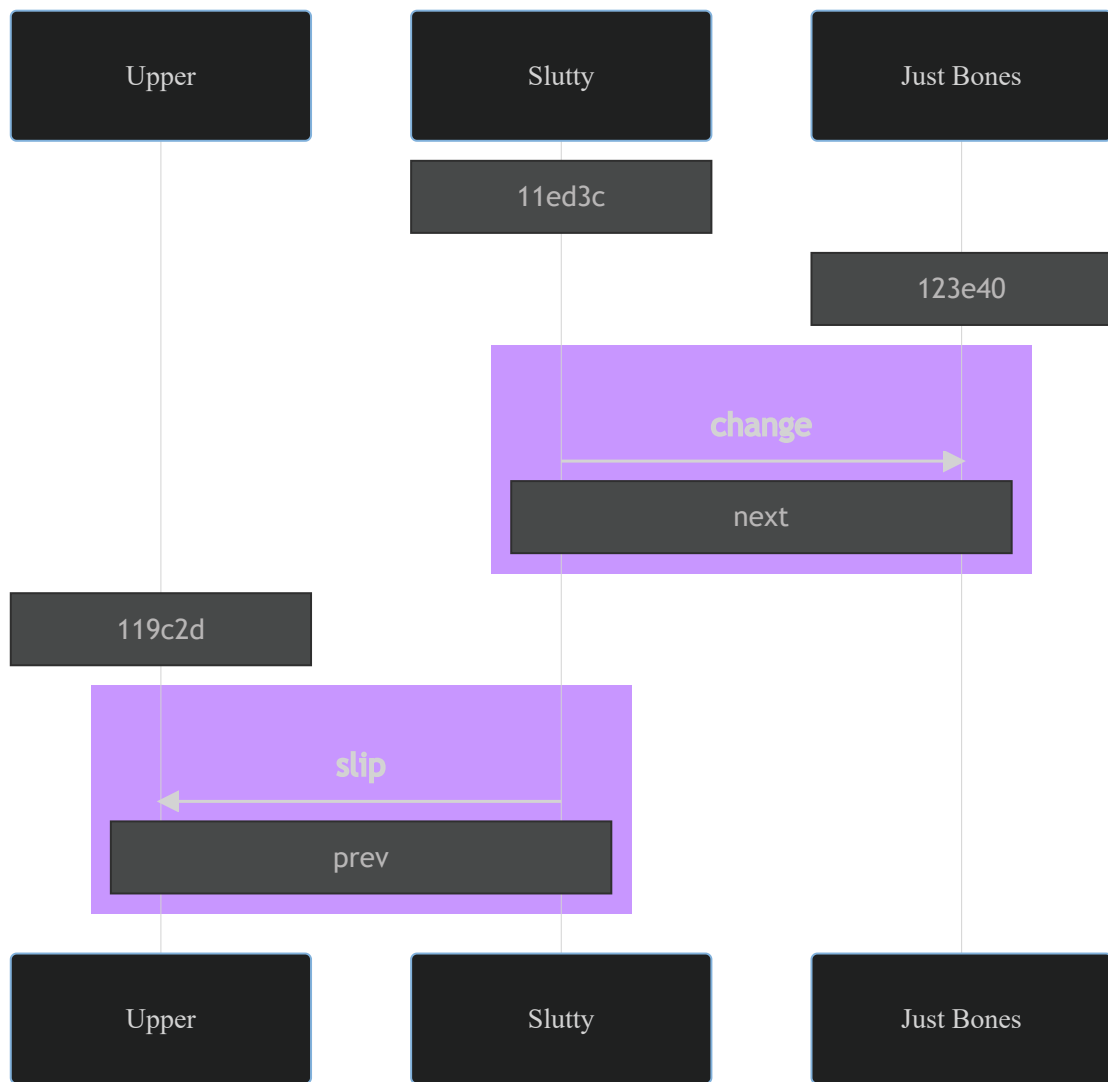 Upper
Slutty
Just Bones
11ed3c
123e40
change
next
119c2d
slip
prev
Upper
Slutty
Just Bones